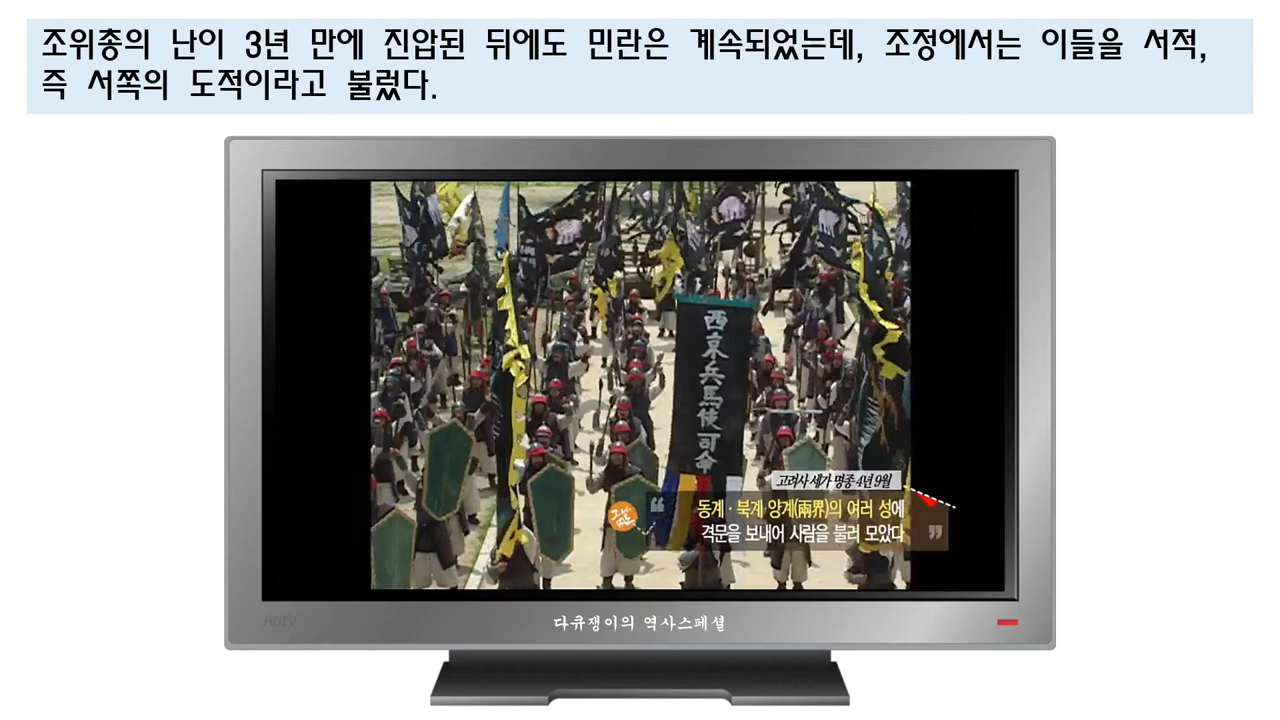 조위총의 난이 3년 만에 진압된 뒤에도 민란은 계속되었는데, 조정에서는 이들을 서적,
즉 서쪽의 도적이라고 불렀다.
西京兵馬使司命
고려사 세가 명종 4년 9월
그날
“ 동계·북계 양계(兩界)의 여러 성에
격문을 보내어 사람을 불러 모았다 ”
HDTV
다큐쟁이의 역사스페셜